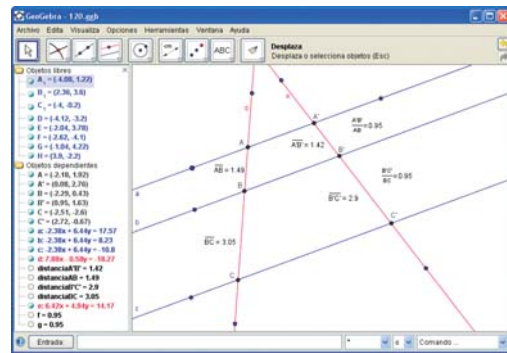 GeoGebra - 120.ggb
Archivo Edita Visualiza Opciones Herramientas Ventana Ayuda
ABC
Desplaza
Desplaza o selecciona objetos (Esc)
Objetos libres
A₁ = (-4.08, 1.22)
B₁ = (2.36, 3.6)
C₁ = (-4, -0.2)
D = (-4.12, -3.2)
E = (-2.04, 3.78)
F = (-2.62, -4.1)
G = (-1.04, 4.22)
H = (3.8, -2.2)
Objetos dependientes
A = (-2.18, 1.92)
A' = (0.08, 2.76)
B = (-2.29, 0.43)
B' = (0.95, 1.63)
C = (-2.51, -2.6)
C' = (2.72, -0.67)
a: -2.38x + 6.44y = 17.57
b: -2.38x + 6.44y = 8.23
c: -2.38x + 6.44y = -10.8
d: 7.88x - 0.58y = -18.27
distanciaA'B' = 1.42
distanciaAB = 1.49
distanciaB'C' = 2.9
distanciaBC = 3.05
e: 6.42x + 4.84y = 14.17
f = 0.95
g = 0.95
d
e
A'
A'B' = 1.42
A'B'/AB = 0.95
A
AB = 1.49
B'
B'C'/BC = 0.95
a
B
B'C' = 2.9
b
C'
BC = 3.05
C
c
Entrada:
°
α
Comando ...